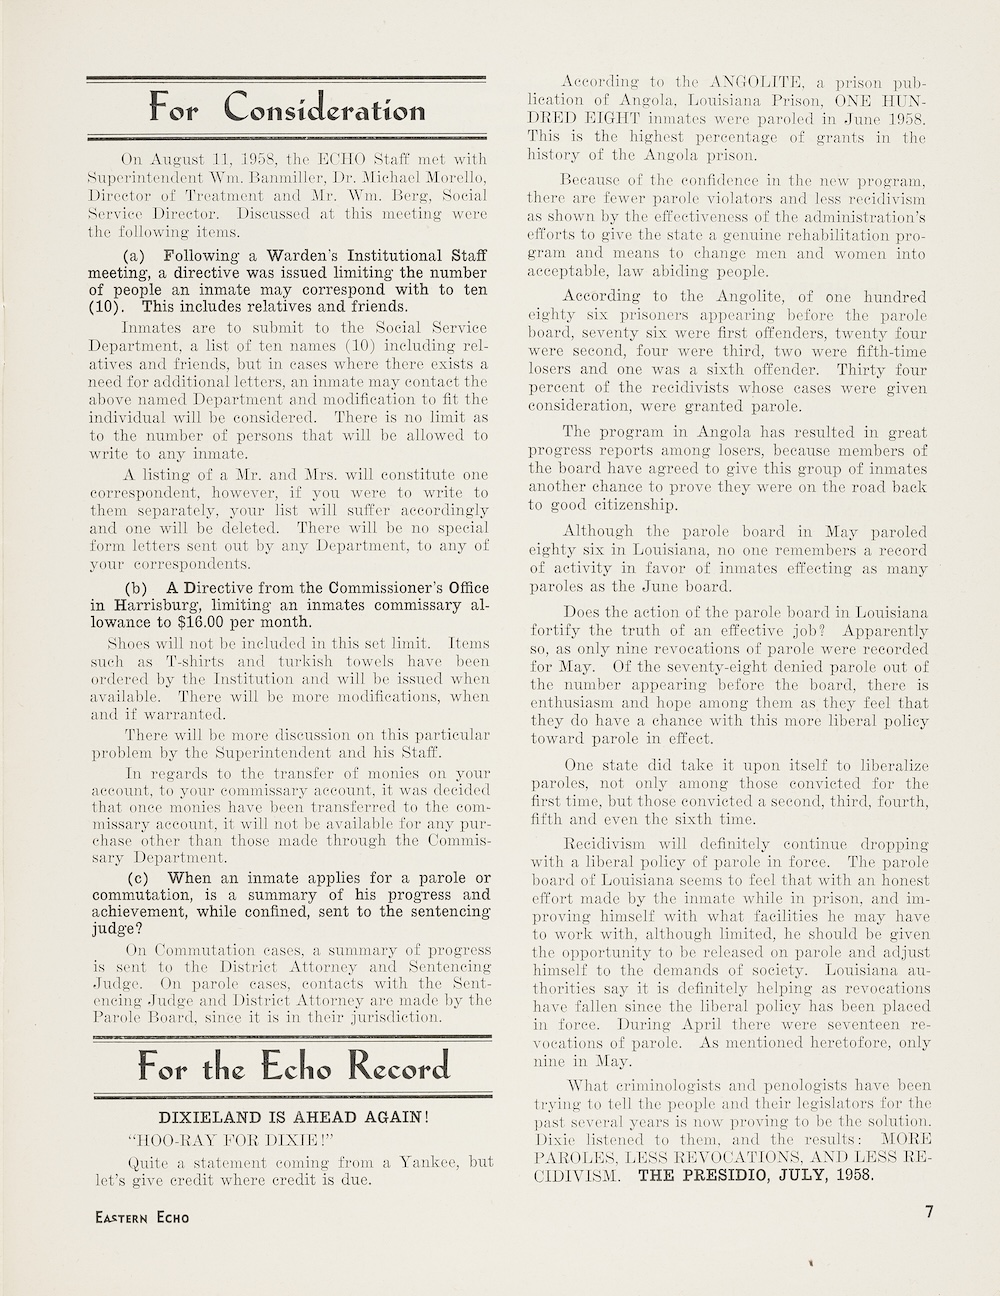 For Consideration
On August 11, 1958, the ECHO Staff met with
Superintendent Wm. Banmiller, Dr. Michael Morello,
Director of Treatment and Mr. Wm. Berg, Social
Service Director. Discussed at this meeting were
the following items.
(a) Following a Warden's Institutional Staff
meeting, a directive was issued limiting the number
of people an inmate may correspond with to ten
(10). This includes relatives and friends.
Inmates are to submit to the Social Service
Department, a list of ten names (10) including rel-
atives and friends, but in cases where there exists a
need for additional letters, an inmate may contact the
above named Department and modification to fit the
individual will be considered. There is no limit as
to the number of persons that will be allowed to
write to any inmate.
A listing of a Mr. and Mrs. will constitute one
correspondent, however, if you were to write to
them separately, your list will suffer accordingly
and one will be deleted. There will be no special
form letters sent out by any Department, to any of
your correspondents.
(b) A Directive from the Commissioner's Office
in Harrisburg, limiting an inmates commissary al-
lowance to $16.00 per month.
Shoes will not be included in this set limit. Items
such as T-shirts and turkish towels have been
ordered by the Institution and will be issued when
available. There will be more modifications, when
and if warranted.
There will be more discussion on this particular
problem by the Superintendent and his Staff.
In regards to the transfer of monies on your
account, to your commissary account, it was decided
that once monies have been transferred to the com-
missary account, it will not be available for any pur-
chase other than those made through the Commis-
sary Department.
(c) When an inmate applies for a parole or
commutation, is a summary of his progress and
achievement, while confined, sent to the sentencing
judge?
On Commutation cases, a summary of progress
is sent to the District Attorney and Sentencing
Judge. On parole cases, contacts with the Sent-
encing Judge and District Attorney are made by the
Parole Board, since it is in their jurisdiction.
For the Echo Record
DIXIELAND IS AHEAD AGAIN!
"HOO-RAY FOR DIXIE!"
Quite a statement coming from a Yankee, but
let's give credit where credit is due.
According to the ANGOLITE, a prison pub-
lication of Angola, Louisiana Prison, ONE HUN-
DRED EIGHT inmates were paroled in June 1958.
This is the highest percentage of grants in the
history of the Angola prison.
Because of the confidence in the new program,
there are fewer parole violators and less recidivism
as shown by the effectiveness of the administration's
efforts to give the state a genuine rehabilitation pro-
gram and means to change men and women into
acceptable, law abiding people.
According to the Angolite, of one hundred
eighty six prisoners appearing before the parole
board, seventy six were first offenders, twenty four
were second, four were third, two were fifth-time
losers and one was a sixth offender. Thirty four
percent of the recidivists whose cases were given
consideration, were granted parole.
The program in Angola has resulted in great
progress reports among losers, because members of
the board have agreed to give this group of inmates
another chance to prove they were on the road back
to good citizenship.
Although the parole board in May paroled
eighty six in Louisiana, no one remembers a record
of activity in favor of inmates effecting as many
paroles as the June board.
Does the action of the parole board in Louisiana
fortify the truth of an effective job? Apparently
so, as only nine revocations of parole were recorded
for May. Of the seventy-eight denied parole out of
the number appearing before the board, there is
enthusiasm and hope among them as they feel that
they do have a chance with this more liberal policy
toward parole in effect.
One state did take it upon itself to liberalize
paroles, not only among those convicted for the
first time, but those convicted a second, third, fourth,
fifth and even the sixth time.
Recidivism will definitely continue dropping
with a liberal policy of parole in force. The parole
board of Louisiana seems to feel that with an honest
effort made by the inmate while in prison, and im-
proving himself with what facilities he may have
to work with, although limited, he should be given
the opportunity to be released on parole and adjust
himself to the demands of society. Louisiana au-
thorities say it is definitely helping as revocations
have fallen since the liberal policy has been placed
in force. During April there were seventeen re-
vocations of parole. As mentioned heretofore, only
nine in May.
What criminologists and penologists have been
trying to tell the people and their legislators for the
past several years is now proving to be the solution.
Dixie listened to them, and the results: MORE
PAROLES, LESS REVOCATIONS, AND LESS RE-
CIDIVISM. THE PRESIDIO, JULY, 1958.
EASTERN ECHO
7